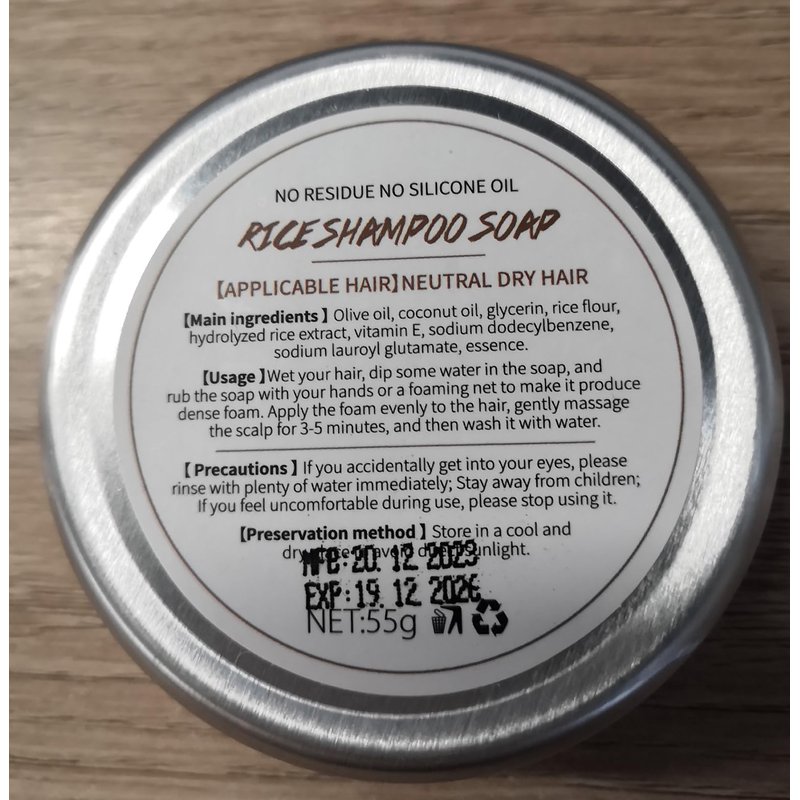 NO RESIDUE NO SILICONE OIL
RICE SHAMPOO SOAP
【APPLICABLE HAIR】NEUTRAL DRY HAIR
【Main ingredients】Olive oil, coconut oil, glycerin, rice flour,
hydrolyzed rice extract, vitamin E, sodium dodecylbenzene,
sodium lauroyl glutamate, essence.
【Usage】Wet your hair, dip some water in the soap, and
rub the soap with your hands or a foaming net to make it produce
dense foam. Apply the foam evenly to the hair, gently massage
the scalp for 3-5 minutes, and then wash it with water.
【Precautions】If you accidentally get into your eyes, please
rinse with plenty of water immediately; Stay away from children;
If you feel uncomfortable during use, please stop using it.
【Preservation method】Store in a cool and
sunlight.
MFG:20. 12. 2023
EXP:19. 12. 2026
NET:55g